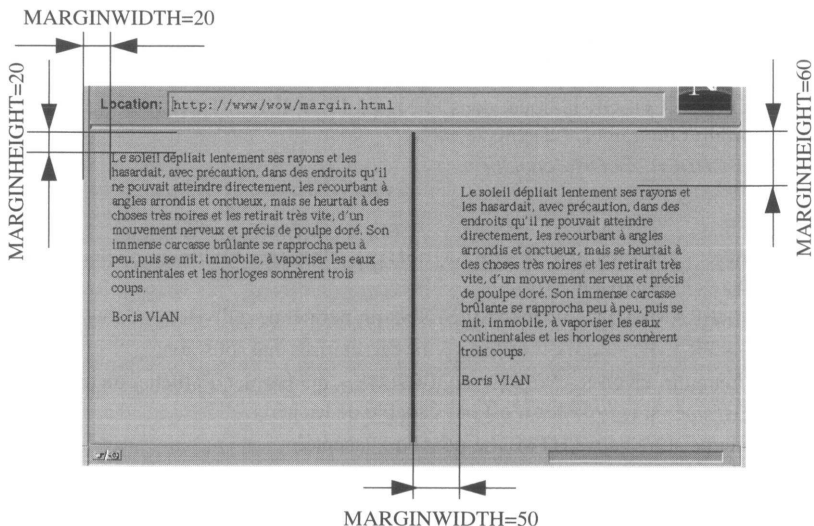 MARGINWIDTH=20
MARGINHEIGHT=20
MARGINHEIGHT=60
Location: http://www/wow/margin.html
N
Le soleil dépliait lentement ses rayons et les
hasardait, avec précaution, dans des endroits qu'il
ne pouvait atteindre directement, les recourbant à
angles arrondis et onctueux, mais se heurtait à des
choses très noires et les retirait très vite, d'un
mouvement nerveux et précis de poulpe doré. Son
immense carcasse brûlante se rapprocha peu à
peu, puis se mit, immobile, à vaporiser les eaux
continentales et les horloges sonnèrent trois
coups.
Boris VIAN
Le soleil dépliait lentement ses rayons et
les hasardait, avec précaution, dans des
endroits qu'il ne pouvait atteindre
directement, les recourbant à angles
arrondis et onctueux, mais se heurtait à
des choses très noires et les retirait très
vite, d'un mouvement nerveux et précis
de poulpe doré. Son immense carcasse
brûlante se rapprocha peu à peu, puis se
mit, immobile, à vaporiser les eaux
continentales et les horloges sonnèrent
trois coups.
Boris VIAN
MARGINWIDTH=50